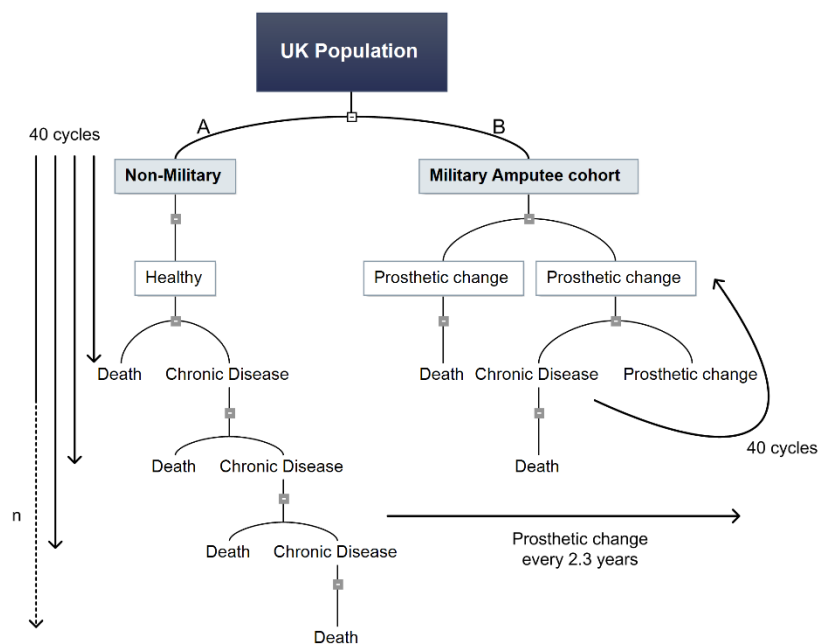 UK Population
A
B
40 cycles
Non-Military
Military Amputee cohort
Healthy
Prosthetic change
Prosthetic change
Death
Chronic Disease
Death
Chronic Disease
Prosthetic change
40 cycles
Death
Chronic Disease
Death
n
Prosthetic change
every 2.3 years
Death
Chronic Disease
Death